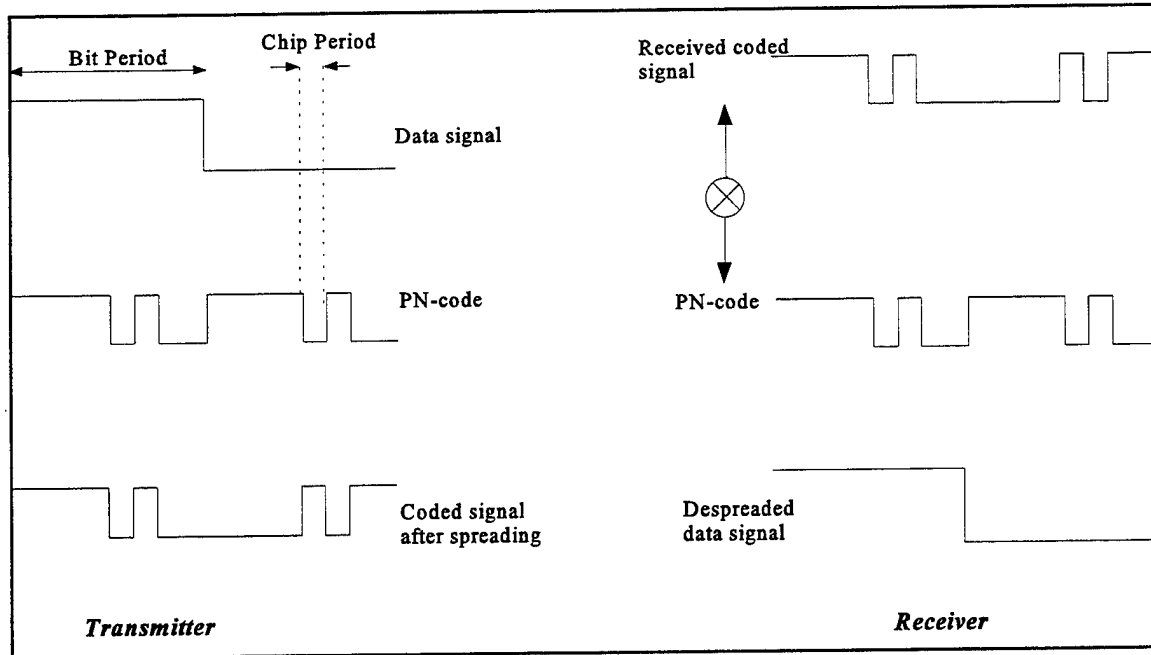 Bit Period
Chip Period
Data signal
PN-code
Coded signal
after spreading
Transmitter
Received coded
signal
PN-code
Despreaded
data signal
Receiver